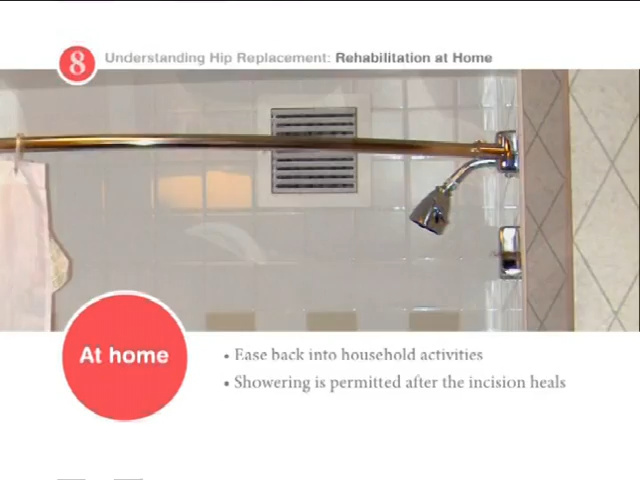 8 Understanding Hip Replacement: Rehabilitation at Home
At home
• Ease back into household activities
• Showering is permitted after the incision heals